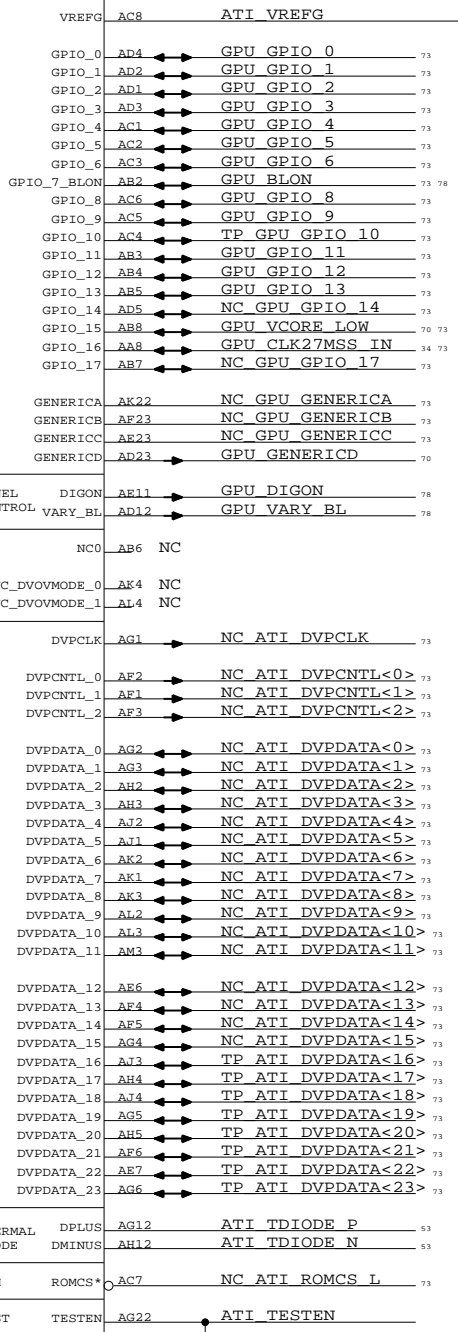 VREFG AC8 ATI_VREFG
GPIO_0 AD4 GPU_GPIO_0 73
GPIO_1 AD2 GPU_GPIO_1 73
GPIO_2 AD1 GPU_GPIO_2 73
GPIO_3 AD3 GPU_GPIO_3 73
GPIO_4 AC1 GPU_GPIO_4 73
GPIO_5 AC2 GPU_GPIO_5 73
GPIO_6 AC3 GPU_GPIO_6 73
GPIO_7_BLON AB2 GPU_BLON 73 78
GPIO_8 AC6 GPU_GPIO_8 73
GPIO_9 AC5 GPU_GPIO_9 73
GPIO_10 AC4 TP_GPU_GPIO_10 73
GPIO_11 AB3 GPU_GPIO_11 73
GPIO_12 AB4 GPU_GPIO_12 73
GPIO_13 AB5 GPU_GPIO_13 73
GPIO_14 AD5 NC_GPU_GPIO_14 73
GPIO_15 AB8 GPU_VCORE_LOW 70 73
GPIO_16 AA8 GPU_CLK27MSS_IN 34 73
GPIO_17 AB7 NC_GPU_GPIO_17 73
GENERICA AK22 NC_GPU_GENERICA 73
GENERICB AF23 NC_GPU_GENERICB 73
GENERICC AE23 NC_GPU_GENERICC 73
GENERICD AD23 GPU_GENERICD 70
NEL DIGON AE11 GPU_DIGON 78
NTROL VARY_BL AD12 GPU_VARY_BL 78
NC0 AB6 NC
C_DVOVMODE_0 AK4 NC
C_DVOVMODE_1 AL4 NC
DVPCLK AG1 NC_ATI_DVPCLK 73
DVPCNTL_0 AF2 NC_ATI_DVPCNTL<0> 73
DVPCNTL_1 AF1 NC_ATI_DVPCNTL<1> 73
DVPCNTL_2 AF3 NC_ATI_DVPCNTL<2> 73
DVPDATA_0 AG2 NC_ATI_DVPDATA<0> 73
DVPDATA_1 AG3 NC_ATI_DVPDATA<1> 73
DVPDATA_2 AH2 NC_ATI_DVPDATA<2> 73
DVPDATA_3 AH3 NC_ATI_DVPDATA<3> 73
DVPDATA_4 AJ2 NC_ATI_DVPDATA<4> 73
DVPDATA_5 AJ1 NC_ATI_DVPDATA<5> 73
DVPDATA_6 AK2 NC_ATI_DVPDATA<6> 73
DVPDATA_7 AK1 NC_ATI_DVPDATA<7> 73
DVPDATA_8 AK3 NC_ATI_DVPDATA<8> 73
DVPDATA_9 AL2 NC_ATI_DVPDATA<9> 73
DVPDATA_10 AL3 NC_ATI_DVPDATA<10> 73
DVPDATA_11 AM3 NC_ATI_DVPDATA<11> 73
DVPDATA_12 AE6 NC_ATI_DVPDATA<12> 73
DVPDATA_13 AF4 NC_ATI_DVPDATA<13> 73
DVPDATA_14 AF5 NC_ATI_DVPDATA<14> 73
DVPDATA_15 AG4 NC_ATI_DVPDATA<15> 73
DVPDATA_16 AJ3 TP_ATI_DVPDATA<16> 73
DVPDATA_17 AH4 TP_ATI_DVPDATA<17> 73
DVPDATA_18 AJ4 TP_ATI_DVPDATA<18> 73
DVPDATA_19 AG5 TP_ATI_DVPDATA<19> 73
DVPDATA_20 AH5 TP_ATI_DVPDATA<20> 73
DVPDATA_21 AF6 TP_ATI_DVPDATA<21> 73
DVPDATA_22 AE7 TP_ATI_DVPDATA<22> 73
DVPDATA_23 AG6 TP_ATI_DVPDATA<23> 73
ERMAL DPLUS AG12 ATI_TDIODE_P 53
DE DMINUS AH12 ATI_TDIODE_N 53
ROMCS* AC7 NC_ATI_ROMCS_L 73
ST TESTEN AG22 ATI_TESTEN